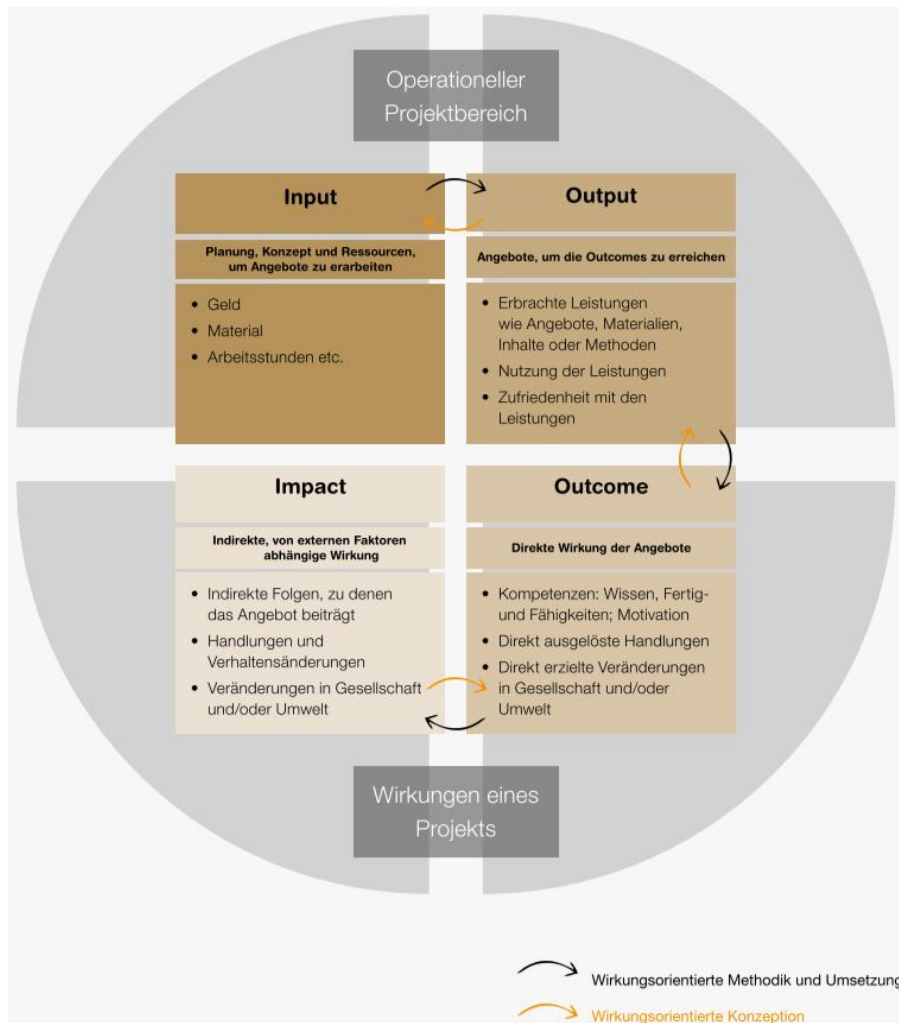 Operationeller
Projektbereich
Input
Planung, Konzept und Ressourcen,
um Angebote zu erarbeiten
• Geld
• Material
• Arbeitsstunden etc.
Output
Angebote, um die Outcomes zu erreichen
• Erbrachte Leistungen
wie Angebote, Materialien,
Inhalte oder Methoden
• Nutzung der Leistungen
• Zufriedenheit mit den
Leistungen
Impact
Indirekte, von externen Faktoren
abhängige Wirkung
• Indirekte Folgen, zu denen
das Angebot beiträgt
• Handlungen und
Verhaltensänderungen
• Veränderungen in Gesellschaft
und/oder Umwelt
Outcome
Direkte Wirkung der Angebote
• Kompetenzen: Wissen, Fertig-
und Fähigkeiten; Motivation
• Direkt ausgelöste Handlungen
• Direkt erzielte Veränderungen
in Gesellschaft und/oder
Umwelt
Wirkungen eines
Projekts
Wirkungsorientierte Methodik und Umsetzung
Wirkungsorientierte Konzeption